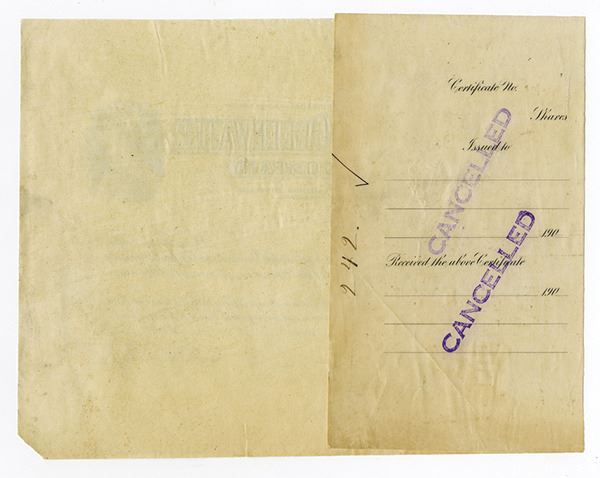 Certificate No.
Shares
Issued to
CANCELLED
190
Received the above Certificate
CANCELLED
190
242.